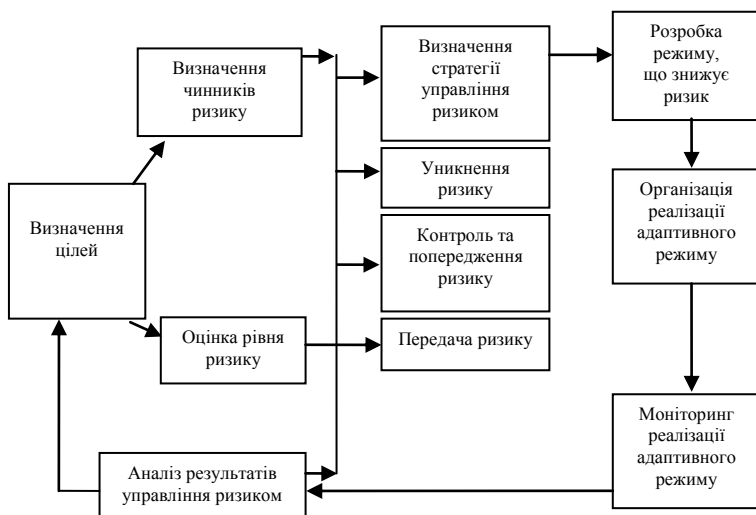 Визначення
цілей
Визначення
чинників
ризику
Оцінка рівня
ризику
Аналіз результатів
управління ризиком
Визначення
стратегії
управління
ризиком
Уникнення
ризику
Контроль та
попередження
ризику
Передача ризику
Розробка
режиму,
що знижує
ризик
Організація
реалізації
адаптивного
режиму
Моніторинг
реалізації
адаптивного
режиму